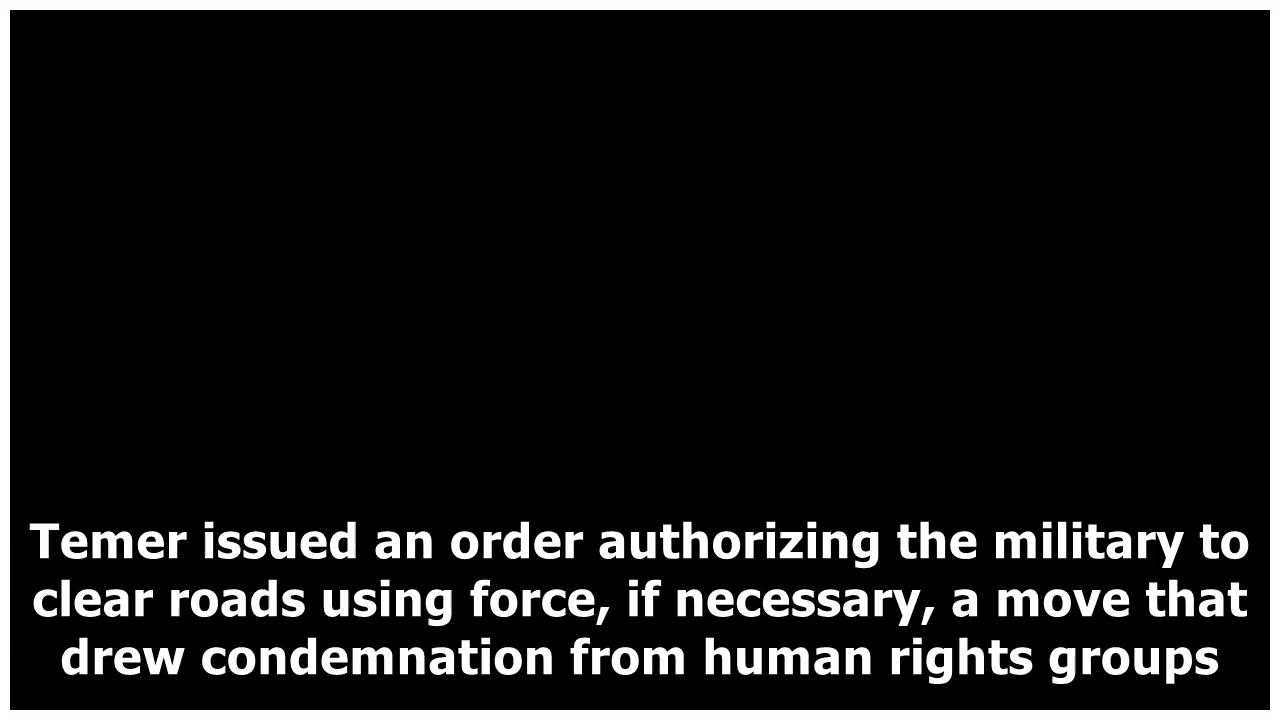 Temer issued an order authorizing the military to
clear roads using force, if necessary, a move that
drew condemnation from human rights groups